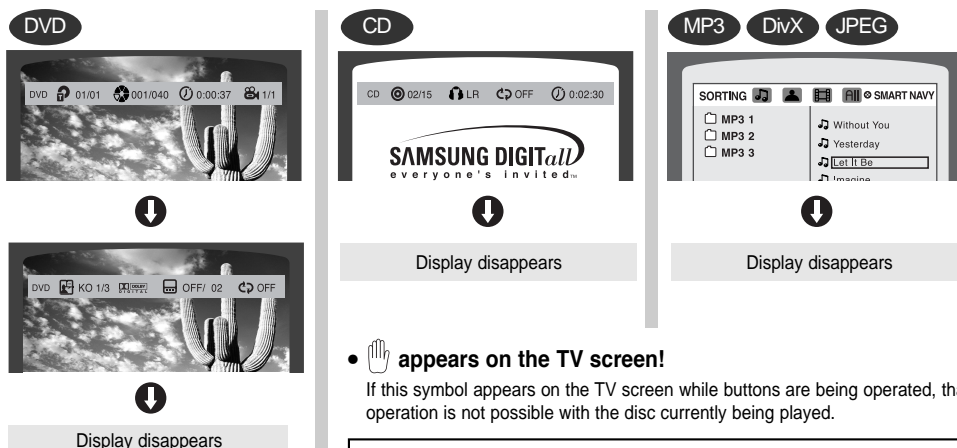 DVD
DVD 01/01 001/040 0:00:37 1/1
DVD KO 1/3 DOLBY DIGITAL OFF/ 02 OFF
Display disappears
CD
CD 02/15 LR OFF 0:02:30
SAMSUNG DIGITall
everyone's invited™
Display disappears
MP3 DivX JPEG
SORTING All SMART NAVY
MP3 1
MP3 2
MP3 3
Without You
Yesterday
Let It Be
Imagine
Display disappears
• appears on the TV screen!
If this symbol appears on the TV screen while buttons are being operated, tha
operation is not possible with the disc currently being played.